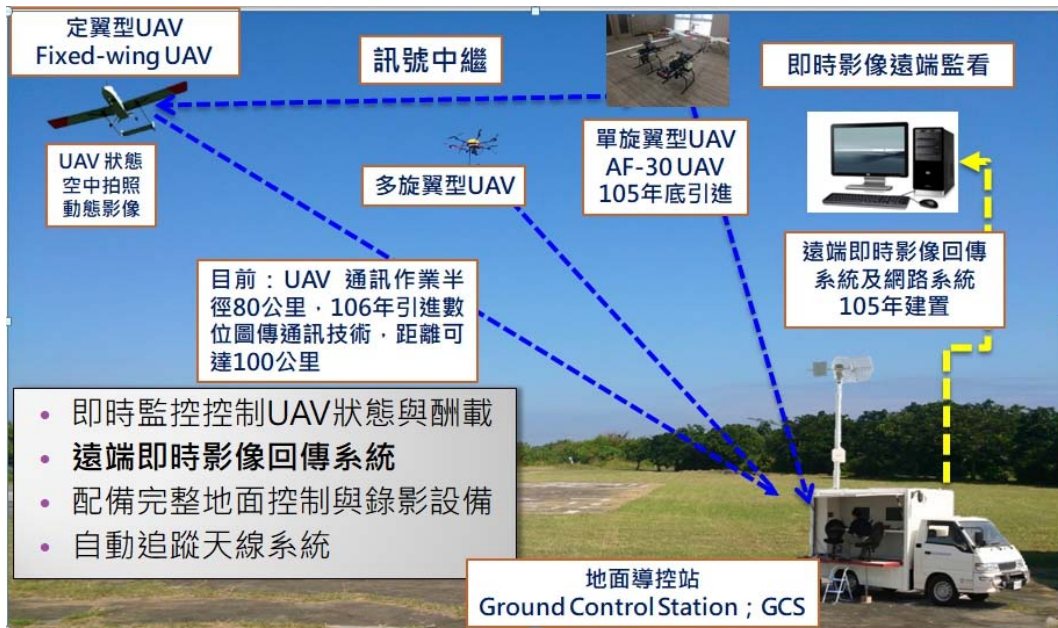 定翼型UAV
Fixed-wing UAV
訊號中繼
即時影像遠端監看
UAV 狀態
空中拍照
動態影像
多旋翼型UAV
單旋翼型UAV
AF-30 UAV
105年底引進
遠端即時影像回傳
系統及網路系統
105年建置
目前：UAV 通訊作業半
徑80公里，106年引進數
位圖傳通訊技術，距離可
達100公里
• 即時監控控制UAV狀態與酬載
• 遠端即時影像回傳系統
• 配備完整地面控制與錄影設備
• 自動追蹤天線系統
地面導控站
Ground Control Station；GCS